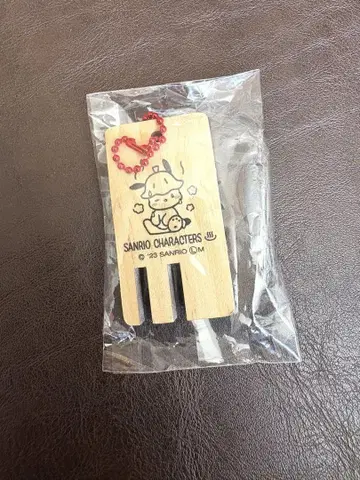 SANRIO CHARACTERS ♨
© '23 SANRIO Ⓛ M